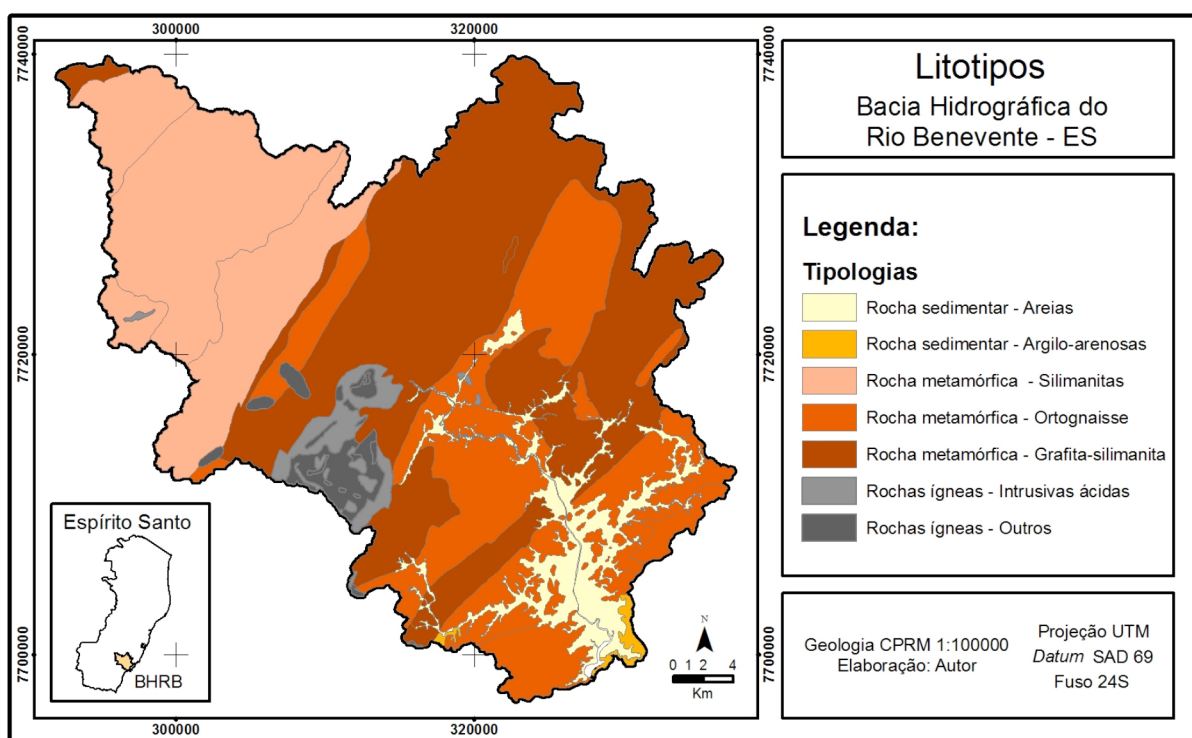 300000
320000
7740000
7740000
7720000
7720000
7700000
7700000
300000
320000
Espírito Santo
BHRB
N
0 1 2 4
Km
Litotipos
Bacia Hidrográfica do
Rio Benevente - ES
Legenda:
Tipologias
Rocha sedimentar - Areias
Rocha sedimentar - Argilo-arenosas
Rocha metamórfica - Silimanitas
Rocha metamórfica - Ortognaisse
Rocha metamórfica - Grafita-silimanita
Rochas ígneas - Intrusivas ácidas
Rochas ígneas - Outros
Geologia CPRM 1:100000
Elaboração: Autor
Projeção UTM
Datum SAD 69
Fuso 24S